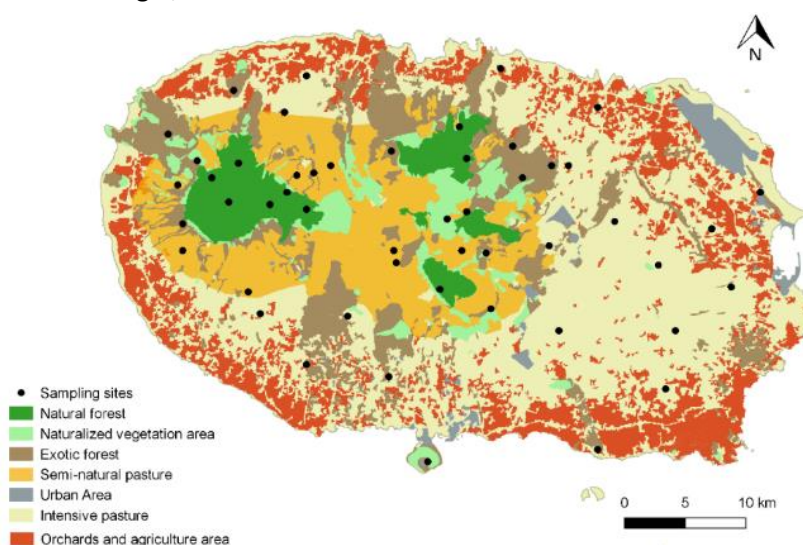 N
Sampling sites
Natural forest
Naturalized vegetation area
Exotic forest
Semi-natural pasture
Urban Area
Intensive pasture
Orchards and agriculture area
0 5 10 km